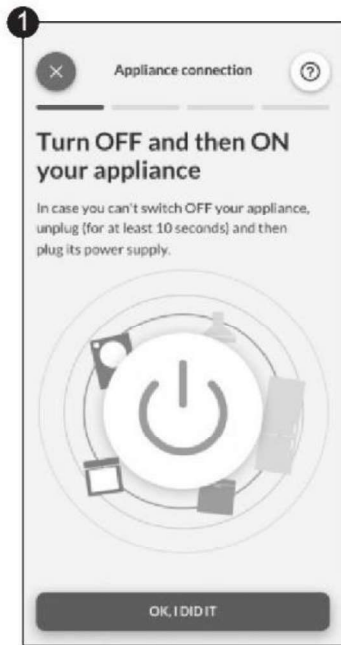 1
Appliance connection
Turn OFF and then ON
your appliance
In case you can't switch OFF your appliance,
unplug (for at least 10 seconds) and then
plug its power supply.
OK, I DID IT